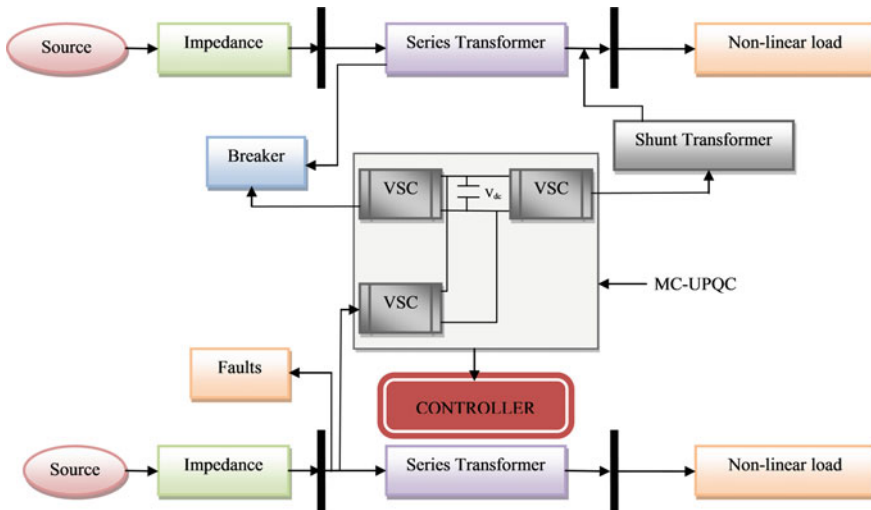 Source
Impedance
Series Transformer
Non-linear load
Breaker
Shunt Transformer
VSC
V_dc
VSC
VSC
MC-UPQC
Faults
CONTROLLER
Source
Impedance
Series Transformer
Non-linear load